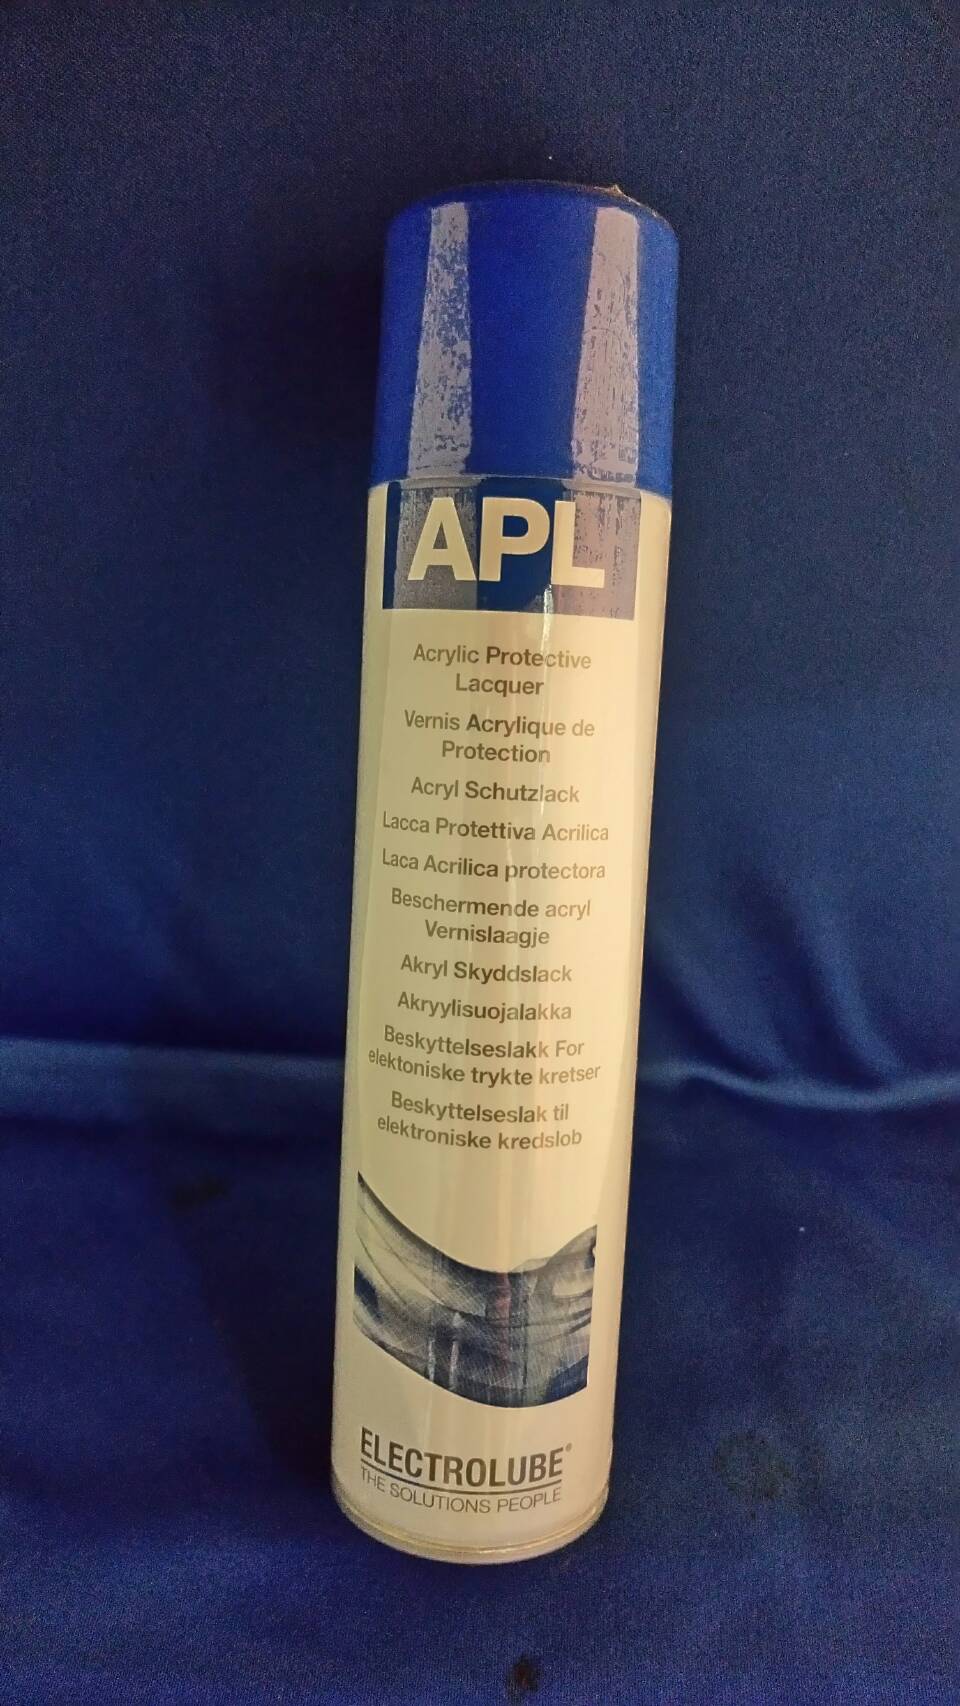 APL
Acrylic Protective
Lacquer
Vernis Acrylique de
Protection
Acryl Schutzlack
Lacca Protettiva Acrilica
Laca Acrilica protectora
Beschermende acryl
Vernislaagje
Akryl Skyddslack
Akryylisuojalakka
Beskyttelseslakk For
elektoniske trykte kretser
Beskyttelseslak til
elektroniske kredslob
ELECTROLUBE®
THE SOLUTIONS PEOPLE